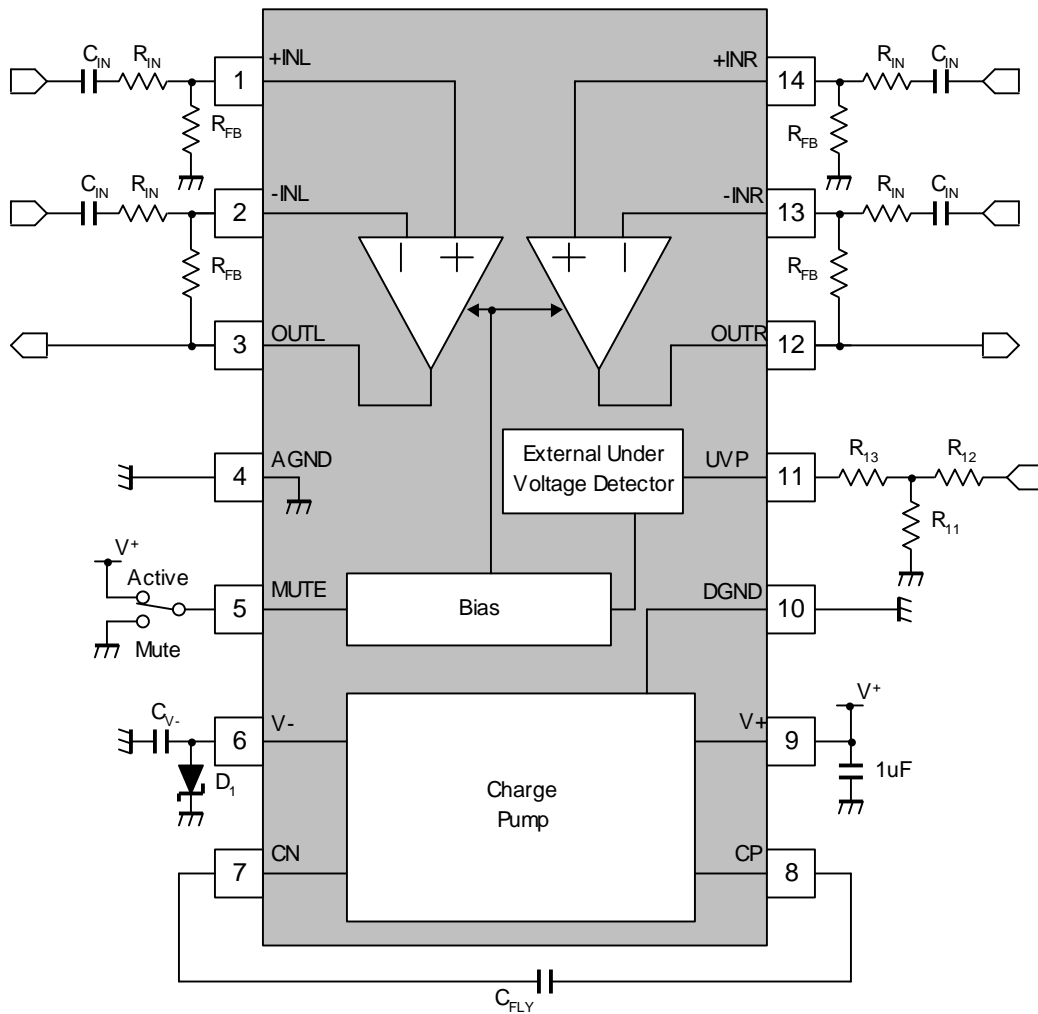 C_IN R_IN 1 +INL +INR 14 R_IN C_IN
R_FB R_FB
C_IN R_IN 2 -INL -INR 13 R_IN C_IN
R_FB R_FB
3 OUTL OUTR 12
4 AGND External Under Voltage Detector UVP 11 R_13 R_12
R_11
V+
Active
Mute
5 MUTE Bias DGND 10
C_V- 6 V- V+ 9 V+
D_1 1uF
Charge
Pump
7 CN CP 8
C_FLY